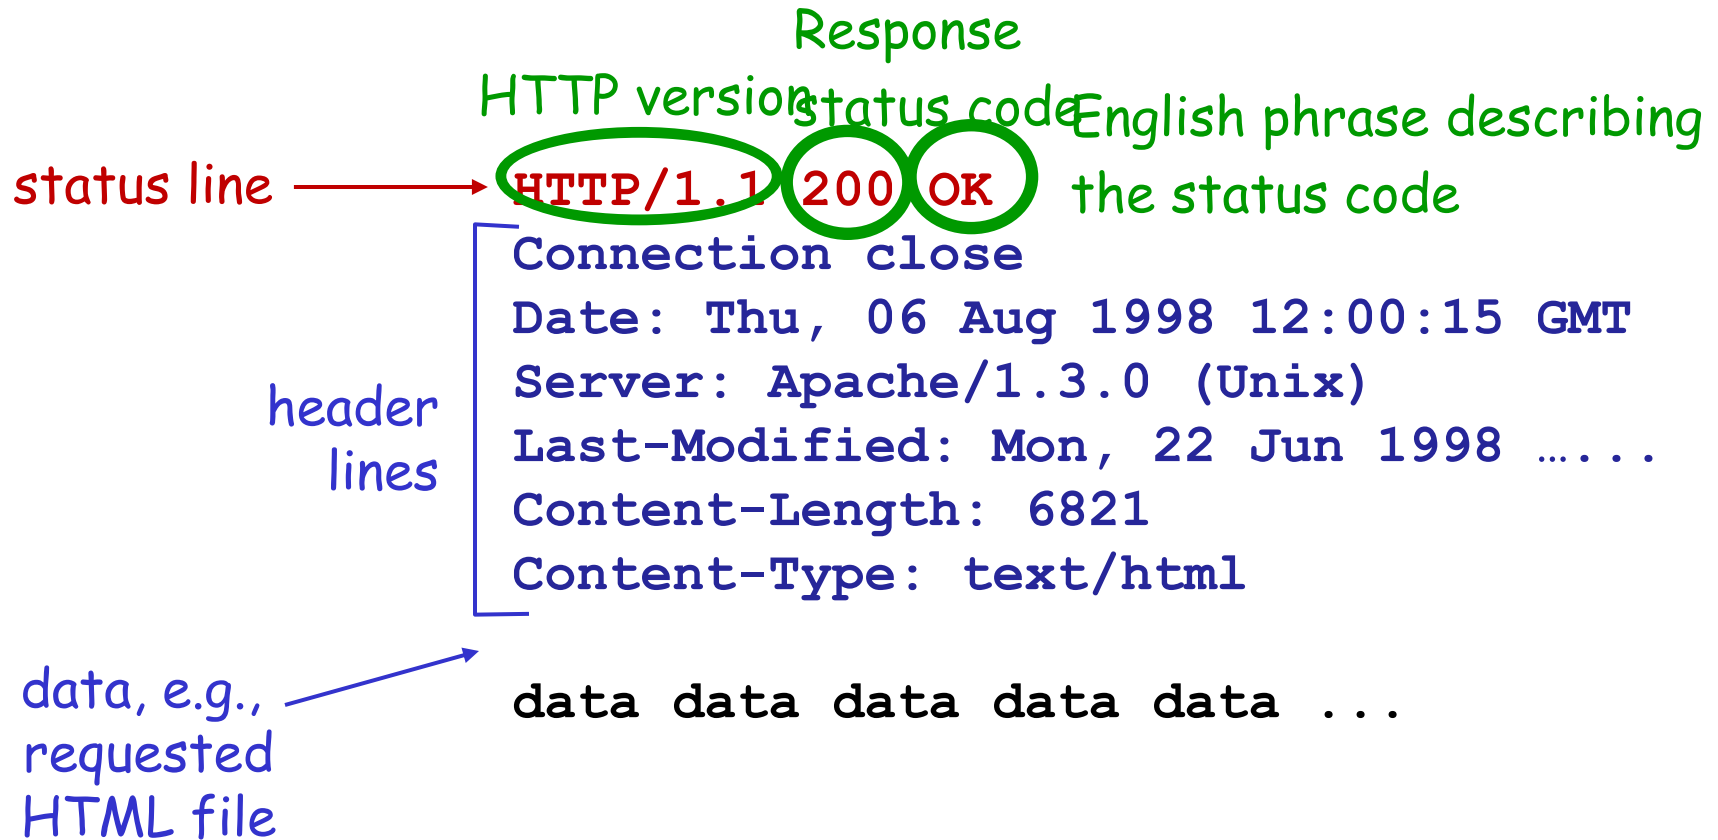 Response
HTTP version status code English phrase describing
the status code
status line
HTTP/1.1 200 OK
Connection close
Date: Thu, 06 Aug 1998 12:00:15 GMT
Server: Apache/1.3.0 (Unix)
header
lines
Last-Modified: Mon, 22 Jun 1998 …...
Content-Length: 6821
Content-Type: text/html
data, e.g.,
requested
HTML file
data data data data data ...